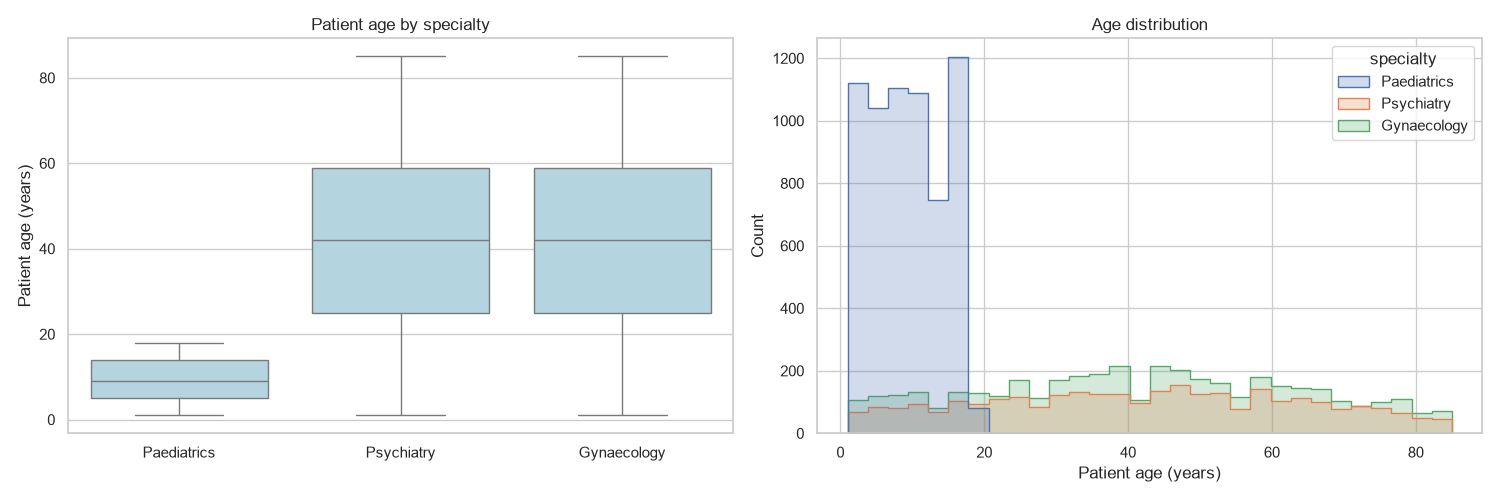 Patient age by specialty
Patient age (years)
80
60
40
20
0
Paediatrics
Psychiatry
Gynaecology
Age distribution
Count
1200
1000
800
600
400
200
0
0
20
40
60
80
Patient age (years)
specialty
Paediatrics
Psychiatry
Gynaecology